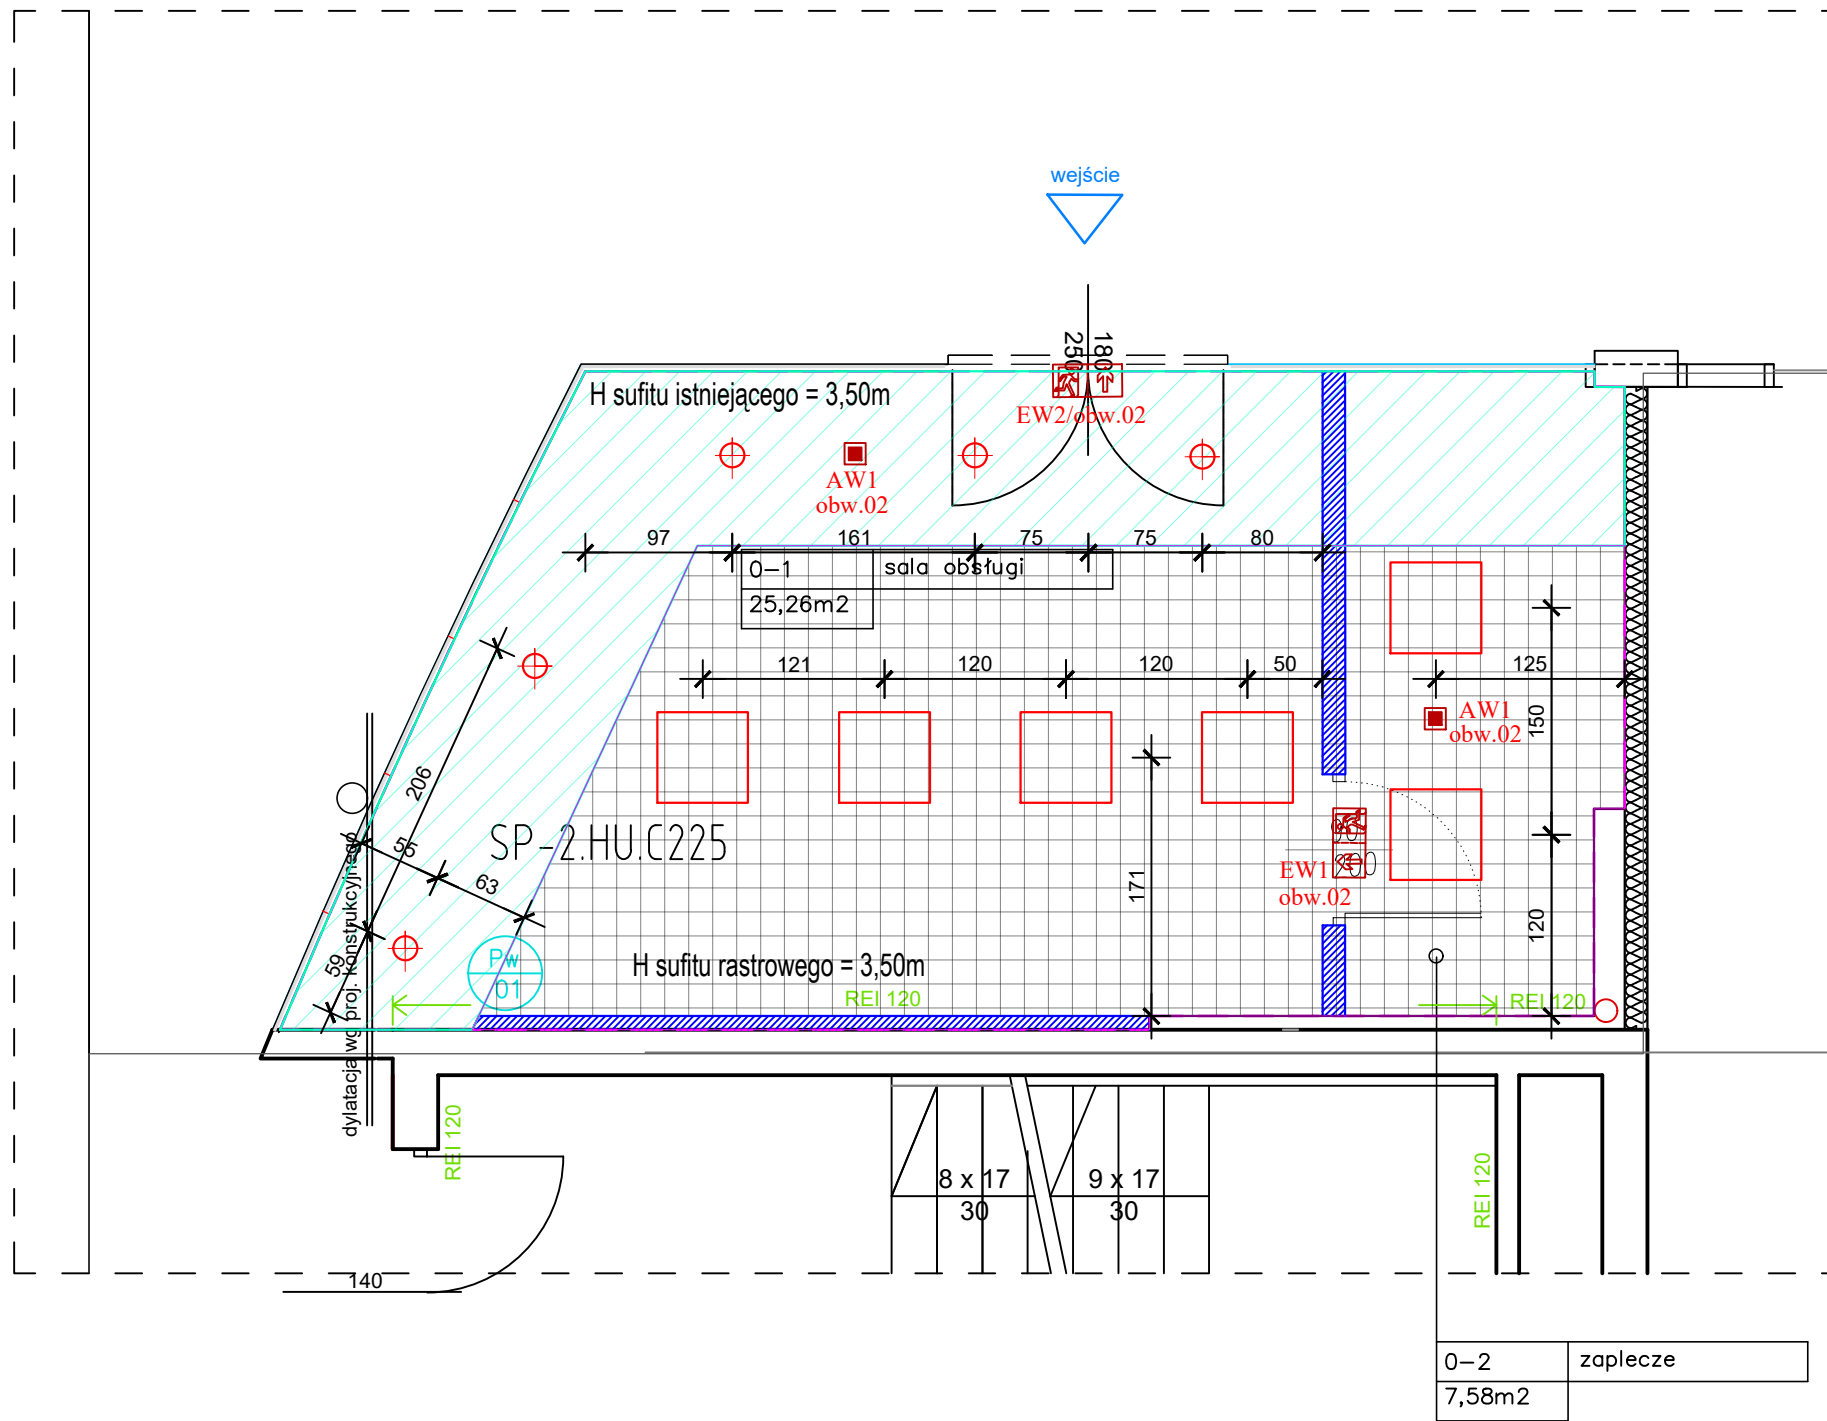 wejście
180
250
H sufitu istniejącego = 3,50m
EW2/obw.02
AW1
obw.02
97
161
75
75
80
0-1
sala obsługi
25,26m2
121
120
120
50
125
AW1
obw.02
150
206
SP-2.HU.C225
55
63
171
90
200
EW1
obw.02
120
59
Pw
01
H sufitu rastrowego = 3,50m
REI 120
REI 120
dylatacja wg proj. konstrukcyjnego
REI 120
REI 120
8 x 17
30
9 x 17
30
140
0-2
zaplecze
7,58m2